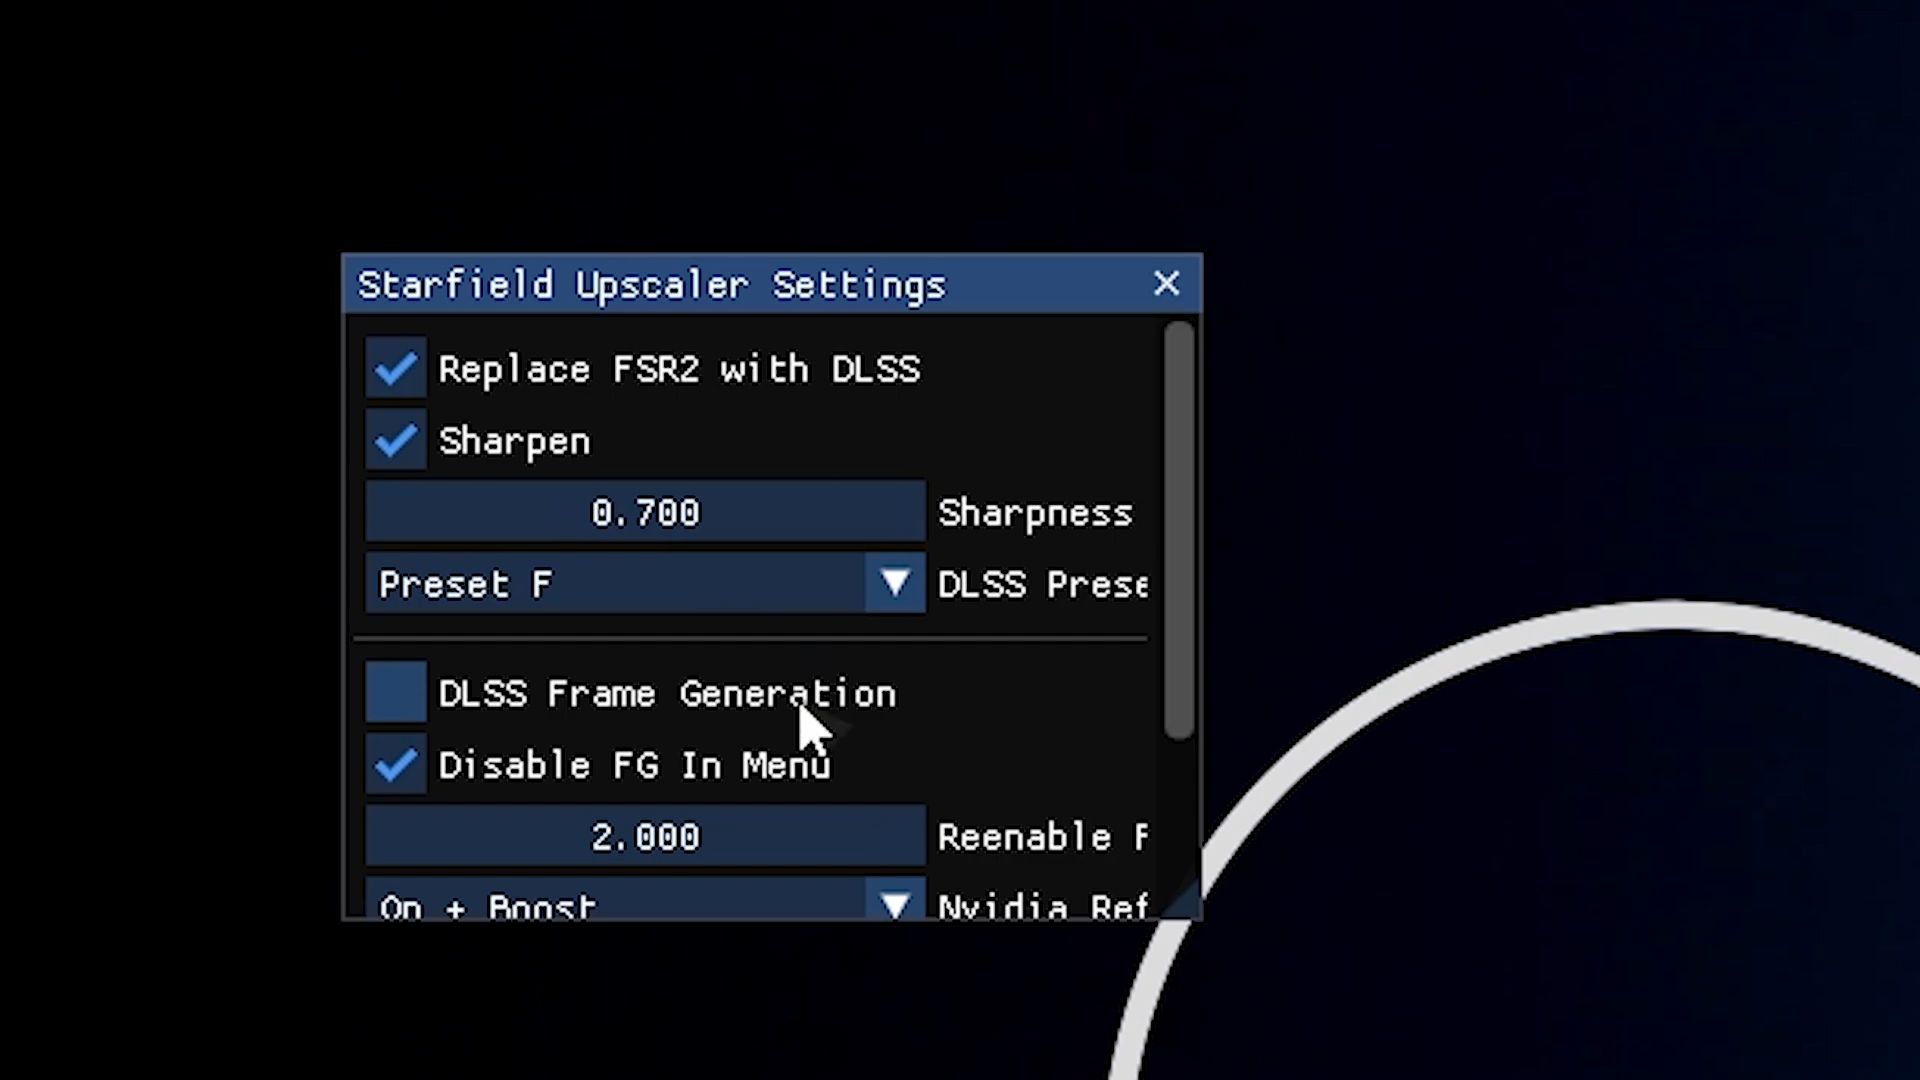 Starfield Upscaler Settings
Replace FSR2 with DLSS
Sharpen
0.700 Sharpness
Preset F DLSS Prese
DLSS Frame Generation
Disable FG In Menu
2.000 Reenable F
On + Boost Nvidia Ref